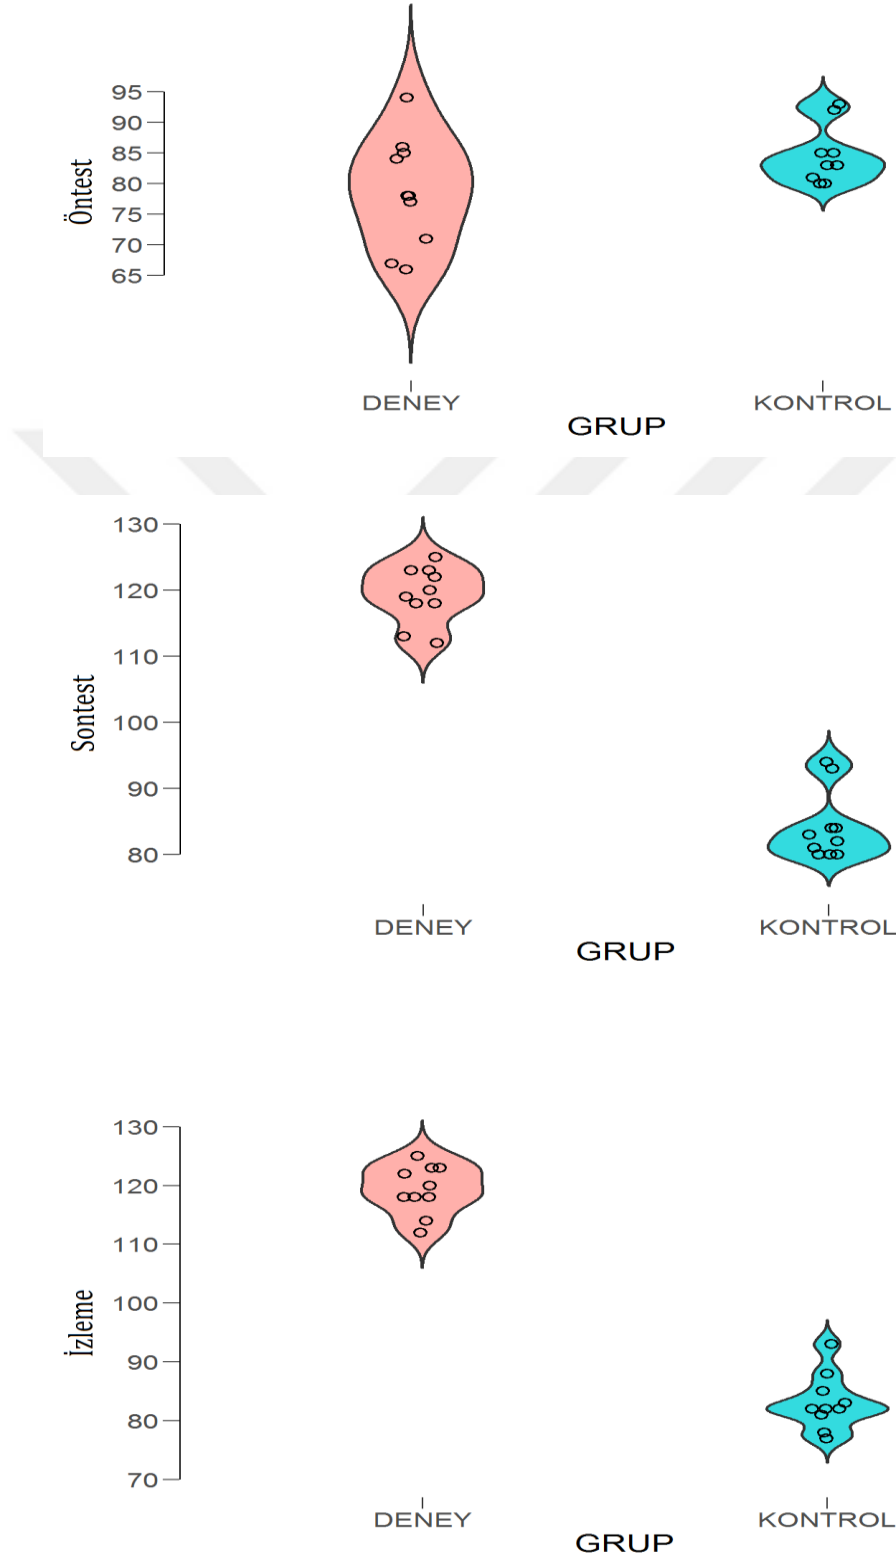 Öntest
95
90
85
80
75
70
65
DENEY
KONTROL
GRUP
Sontest
130
120
110
100
90
80
DENEY
KONTROL
GRUP
İzleme
130
120
110
100
90
80
70
DENEY
KONTROL
GRUP